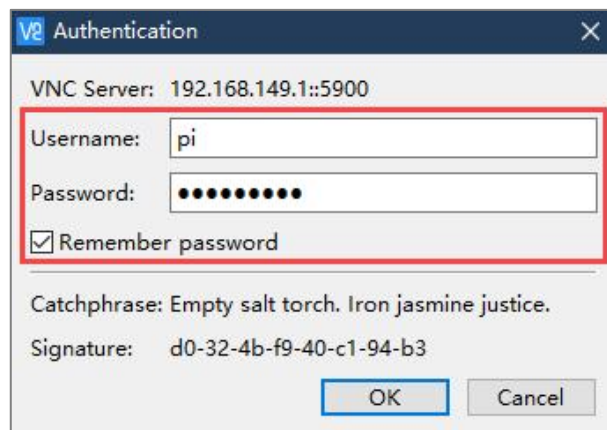 V2 Authentication
VNC Server: 192.168.149.1::5900
Username: pi
Password: •••••••••
Remember password
Catchphrase: Empty salt torch. Iron jasmine justice.
Signature: d0-32-4b-f9-40-c1-94-b3
OK Cancel